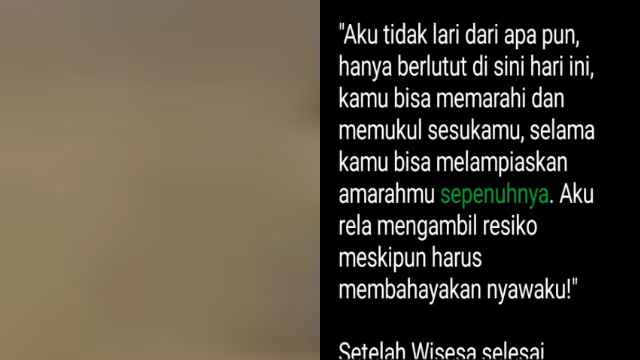 "Aku tidak lari dari apa pun,
hanya berlutut di sini hari ini,
kamu bisa memarahi dan
memukul sesukamu, selama
kamu bisa melampiaskan
amarahmu sepenuhnya. Aku
rela mengambil resiko
meskipun harus
membahayakan nyawaku!"
Setelah Wisesa selesai